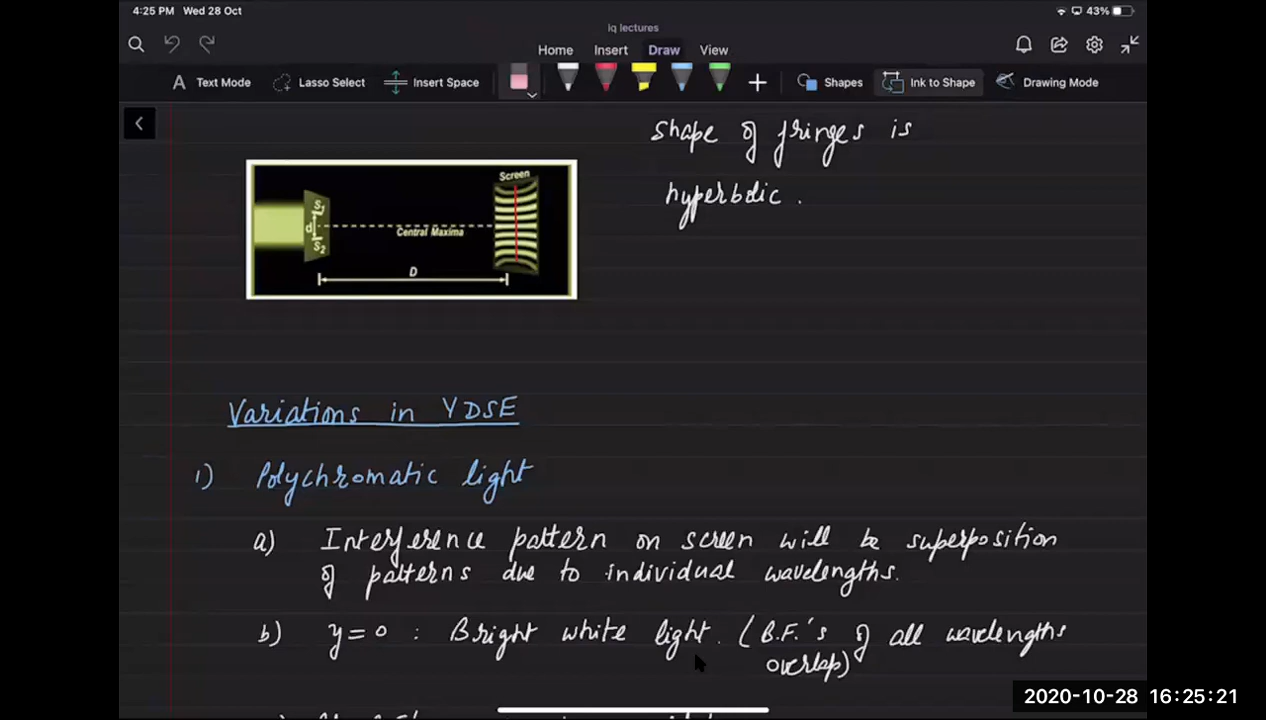 4:25 PM Wed 28 Oct
43%
iq lectures
Home Insert Draw View
Text Mode Lasso Select Insert Space Shapes Ink to Shape Drawing Mode
Shape of fringes is
hyperbolic.
Screen
S1
d
S2
Central Maxima
D
Variations in YDSE
1) Polychromatic light
a) Interference pattern on screen will be superposition
of patterns due to individual wavelengths.
b) y=0 : Bright white light. (B.F.'s of all wavelengths
overlap)
2020-10-28 16:25:21